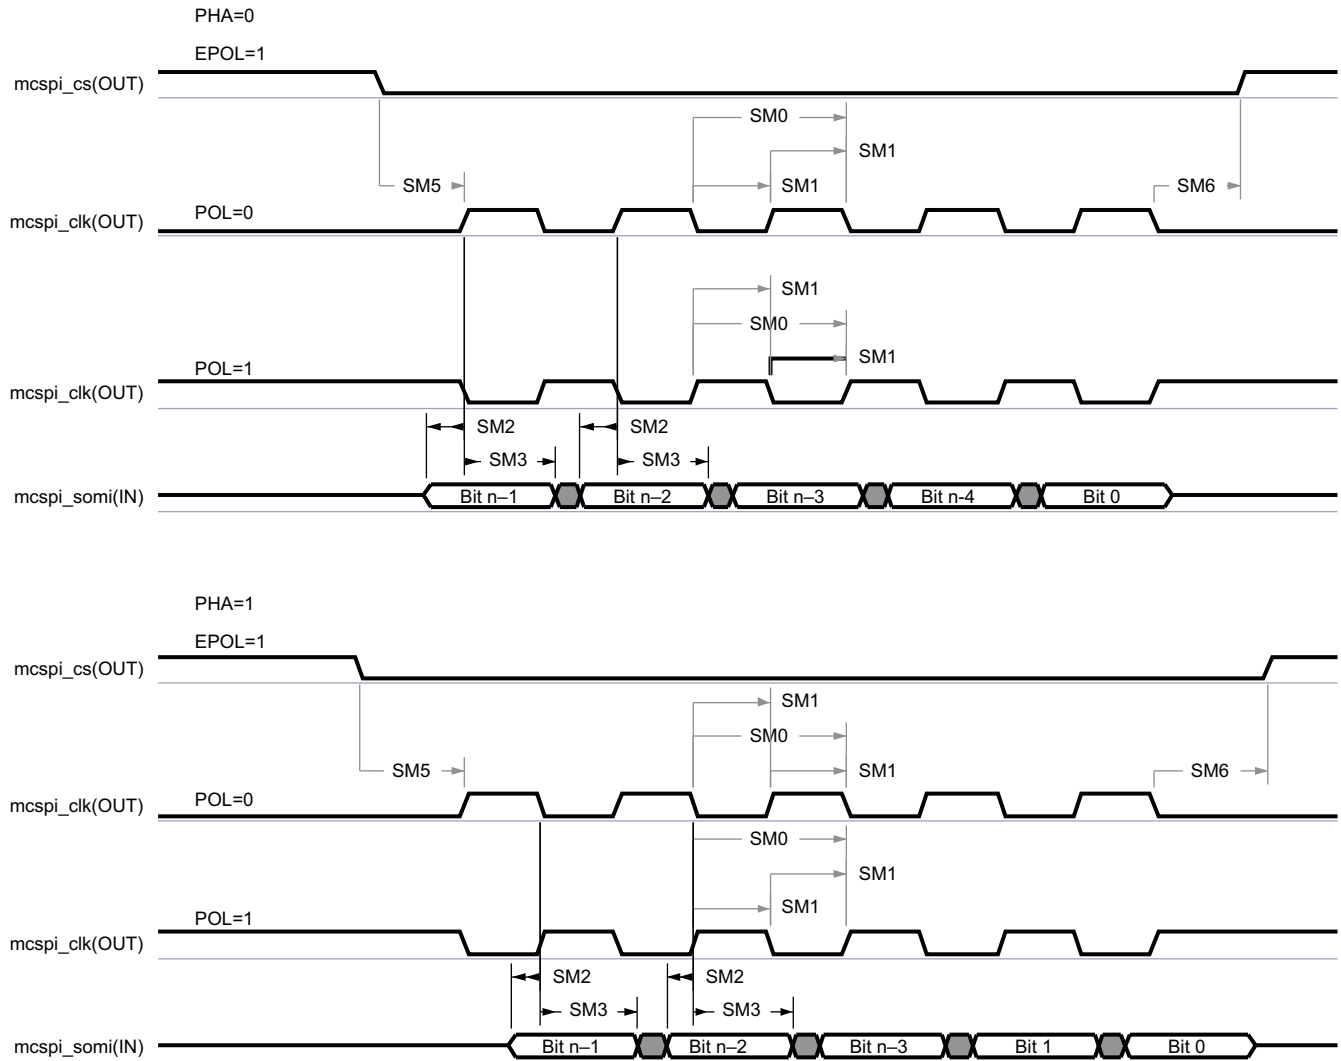 PHA=0
EPOL=1
mcspi_cs(OUT)
SM0
SM1
SM5
SM1
SM6
POL=0
mcspi_clk(OUT)
SM1
SM0
SM1
POL=1
mcspi_clk(OUT)
SM2
SM2
SM3
SM3
mcspi_somi(IN)
Bit n–1
Bit n–2
Bit n–3
Bit n-4
Bit 0
PHA=1
EPOL=1
mcspi_cs(OUT)
SM1
SM0
SM5
SM1
SM6
POL=0
mcspi_clk(OUT)
SM0
SM1
SM1
POL=1
mcspi_clk(OUT)
SM2
SM2
SM3
SM3
mcspi_somi(IN)
Bit n–1
Bit n–2
Bit n–3
Bit 1
Bit 0